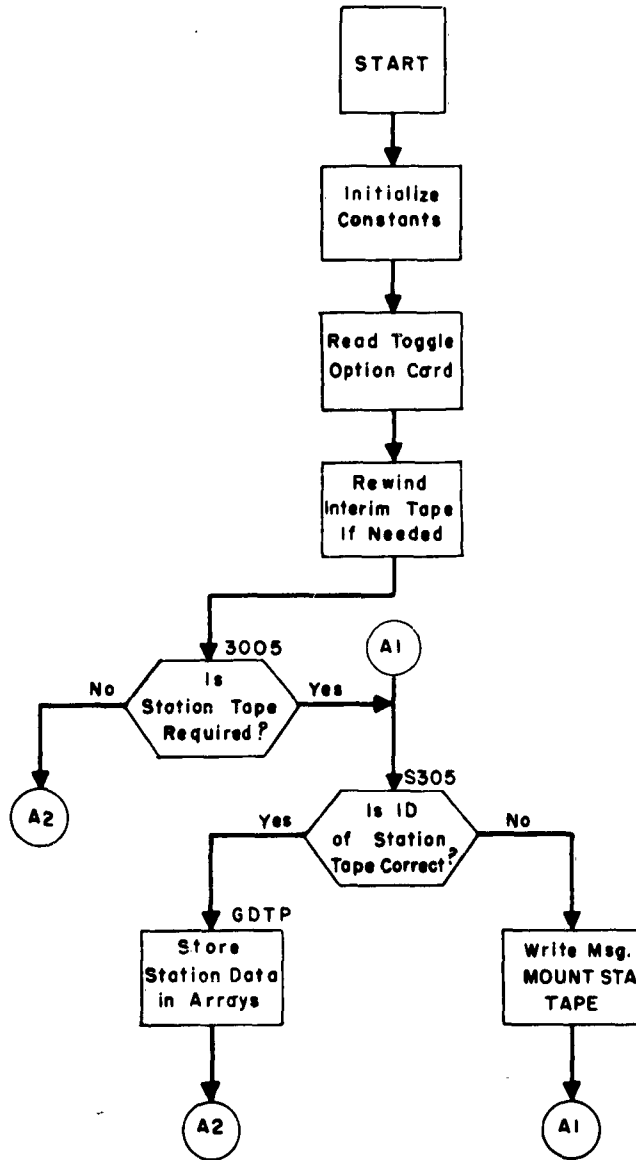 START
Initialize
Constants
Read Toggle
Option Card
Rewind
Interim Tape
If Needed
3005
A1
No
Is
Station Tape
Required?
Yes
A2
S305
Yes
Is ID
of Station
Tape Correct?
No
GDTP
Store
Station Data
in Arrays
Write Msg.
MOUNT STA
TAPE
A2
A1